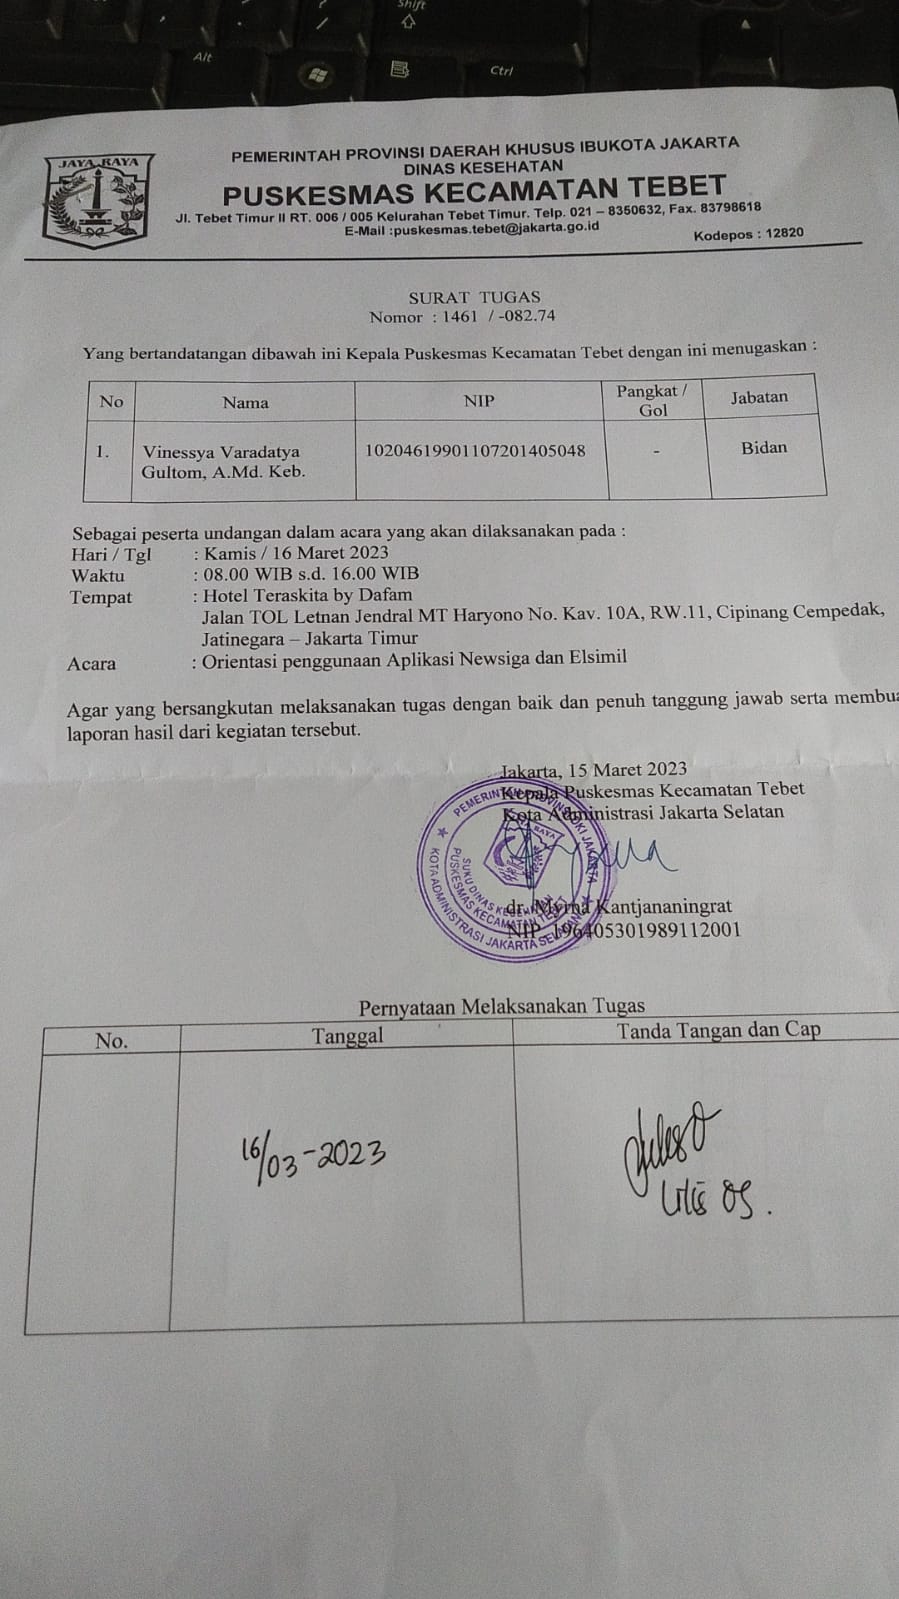 Shift
Alt
Ctrl
JAYA RAYA
PEMERINTAH PROVINSI DAERAH KHUSUS IBUKOTA JAKARTA
DINAS KESEHATAN
PUSKESMAS KECAMATAN TEBET
Jl. Tebet Timur II RT. 006 / 005 Kelurahan Tebet Timur. Telp. 021 – 8350632, Fax. 83798618
E-Mail :puskesmas.tebet@jakarta.go.id
Kodepos : 12820
SURAT TUGAS
Nomor : 1461 / -082.74
Yang bertandatangan dibawah ini Kepala Puskesmas Kecamatan Tebet dengan ini menugaskan :
No Nama NIP Pangkat / Gol Jabatan
1. Vinessya Varadatya 10204619901107201405048 - Bidan
Gultom, A.Md. Keb.
Sebagai peserta undangan dalam acara yang akan dilaksanakan pada :
Hari / Tgl : Kamis / 16 Maret 2023
Waktu : 08.00 WIB s.d. 16.00 WIB
Tempat : Hotel Teraskita by Dafam
Jalan TOL Letnan Jendral MT Haryono No. Kav. 10A, RW.11, Cipinang Cempedak,
Jatinegara – Jakarta Timur
Acara : Orientasi penggunaan Aplikasi Newsiga dan Elsimil
Agar yang bersangkutan melaksanakan tugas dengan baik dan penuh tanggung jawab serta membua
laporan hasil dari kegiatan tersebut.
Jakarta, 15 Maret 2023
Kepala Puskesmas Kecamatan Tebet
Kota Administrasi Jakarta Selatan
PEMERINTAH PROVINSI DKI JAKARTA
KOTA ADMINISTRASI JAKARTA SELATAN
SUKU DINAS KESEHATAN
PUSKESMAS KECAMATAN TEBET
dr. Myrna Kantjananingrat
NIP. 196405301989112001
Pernyataan Melaksanakan Tugas
No. Tanggal Tanda Tangan dan Cap
16/03-2023